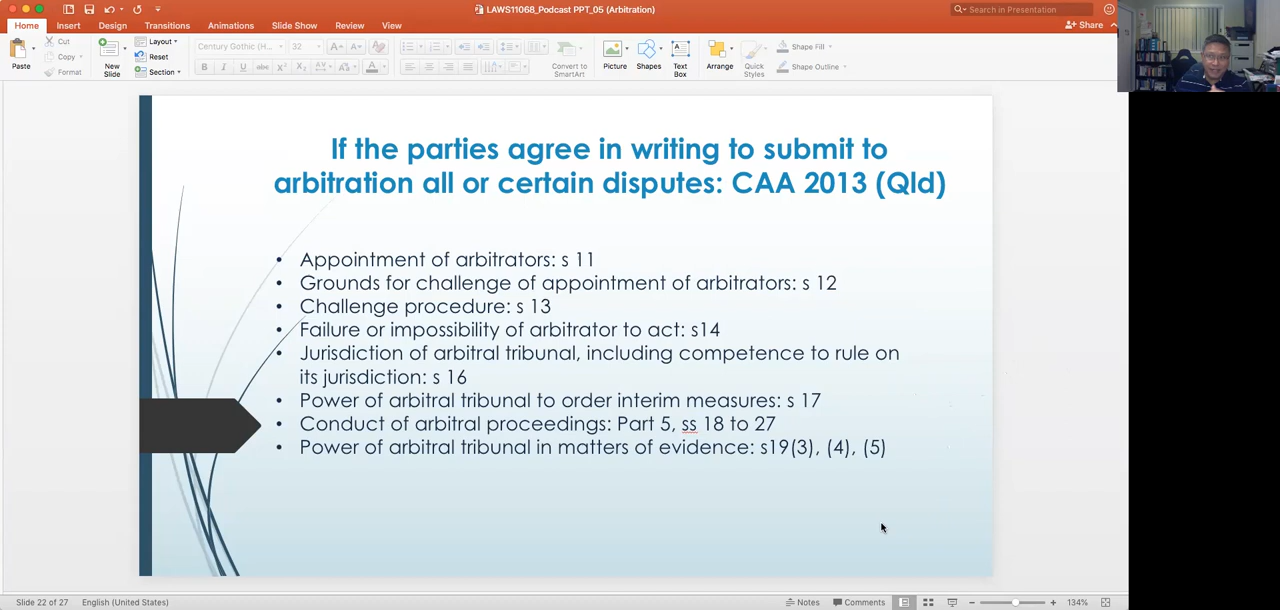 LAWS11068_Podcast PPT_05 (Arbitration)
Search in Presentation
Home Insert Design Transitions Animations Slide Show Review View
Share
Paste
Cut
Copy
Format
New Slide
Layout
Reset
Section
Century Gothic (H...
32
Convert to SmartArt
Picture
Shapes
Text Box
Arrange
Quick Styles
Shape Fill
Shape Outline
If the parties agree in writing to submit to
arbitration all or certain disputes: CAA 2013 (Qld)
• Appointment of arbitrators: s 11
• Grounds for challenge of appointment of arbitrators: s 12
• Challenge procedure: s 13
• Failure or impossibility of arbitrator to act: s14
• Jurisdiction of arbitral tribunal, including competence to rule on
its jurisdiction: s 16
• Power of arbitral tribunal to order interim measures: s 17
• Conduct of arbitral proceedings: Part 5, ss 18 to 27
• Power of arbitral tribunal in matters of evidence: s19(3), (4), (5)
Slide 22 of 27
English (United States)
Notes
Comments
134%